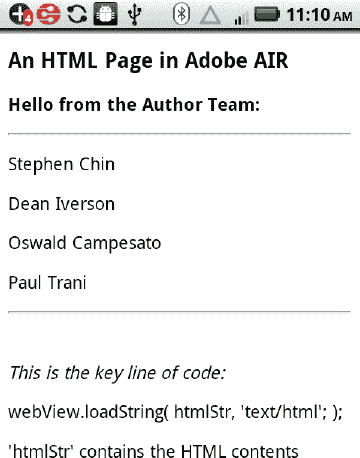 4
11:10 AM
An HTML Page in Adobe AIR
Hello from the Author Team:
Stephen Chin
Dean Iverson
Oswald Campesato
Paul Trani
This is the key line of code:
webView.loadString( htmlStr, 'text/html'; );
'htmlStr' contains the HTML contents